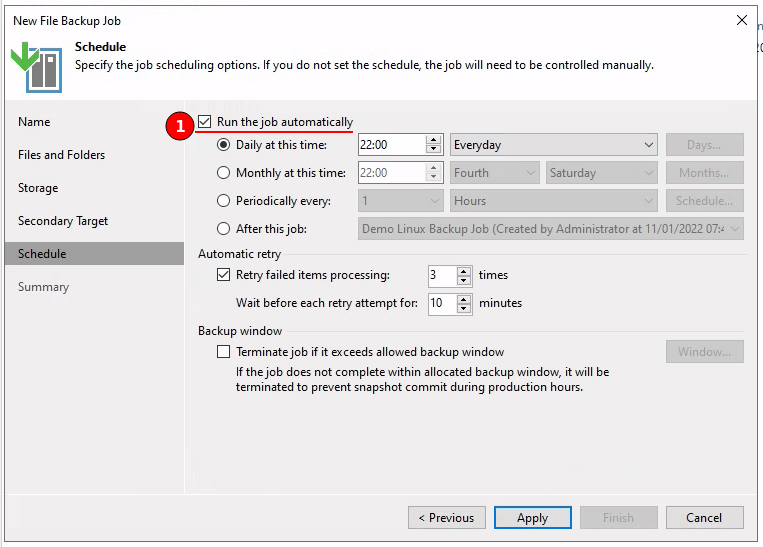 New File Backup Job
Schedule
Specify the job scheduling options. If you do not set the schedule, the job will need to be controlled manually.
Name
Files and Folders
Storage
Secondary Target
Schedule
Summary
1 Run the job automatically
Daily at this time: 22:00 Everyday Days...
Monthly at this time: 22:00 Fourth Saturday Months...
Periodically every: 1 Hours Schedule...
After this job: Demo Linux Backup Job (Created by Administrator at 11/01/2022 07:4
Automatic retry
Retry failed items processing: 3 times
Wait before each retry attempt for: 10 minutes
Backup window
Terminate job if it exceeds allowed backup window Window...
If the job does not complete within allocated backup window, it will be
terminated to prevent snapshot commit during production hours.
< Previous Apply Finish Cancel